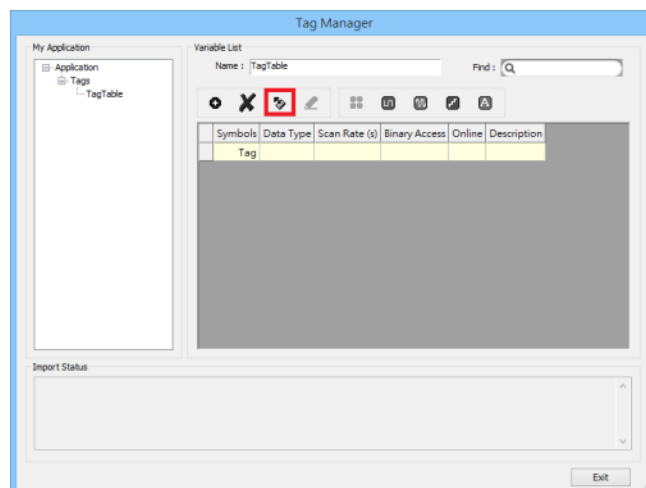 Tag Manager
My Application
Application
Tags
TagTable
Variable List
Name : TagTable
Find :
Symbols Data Type Scan Rate (s) Binary Access Online Description
Tag
Import Status
Exit